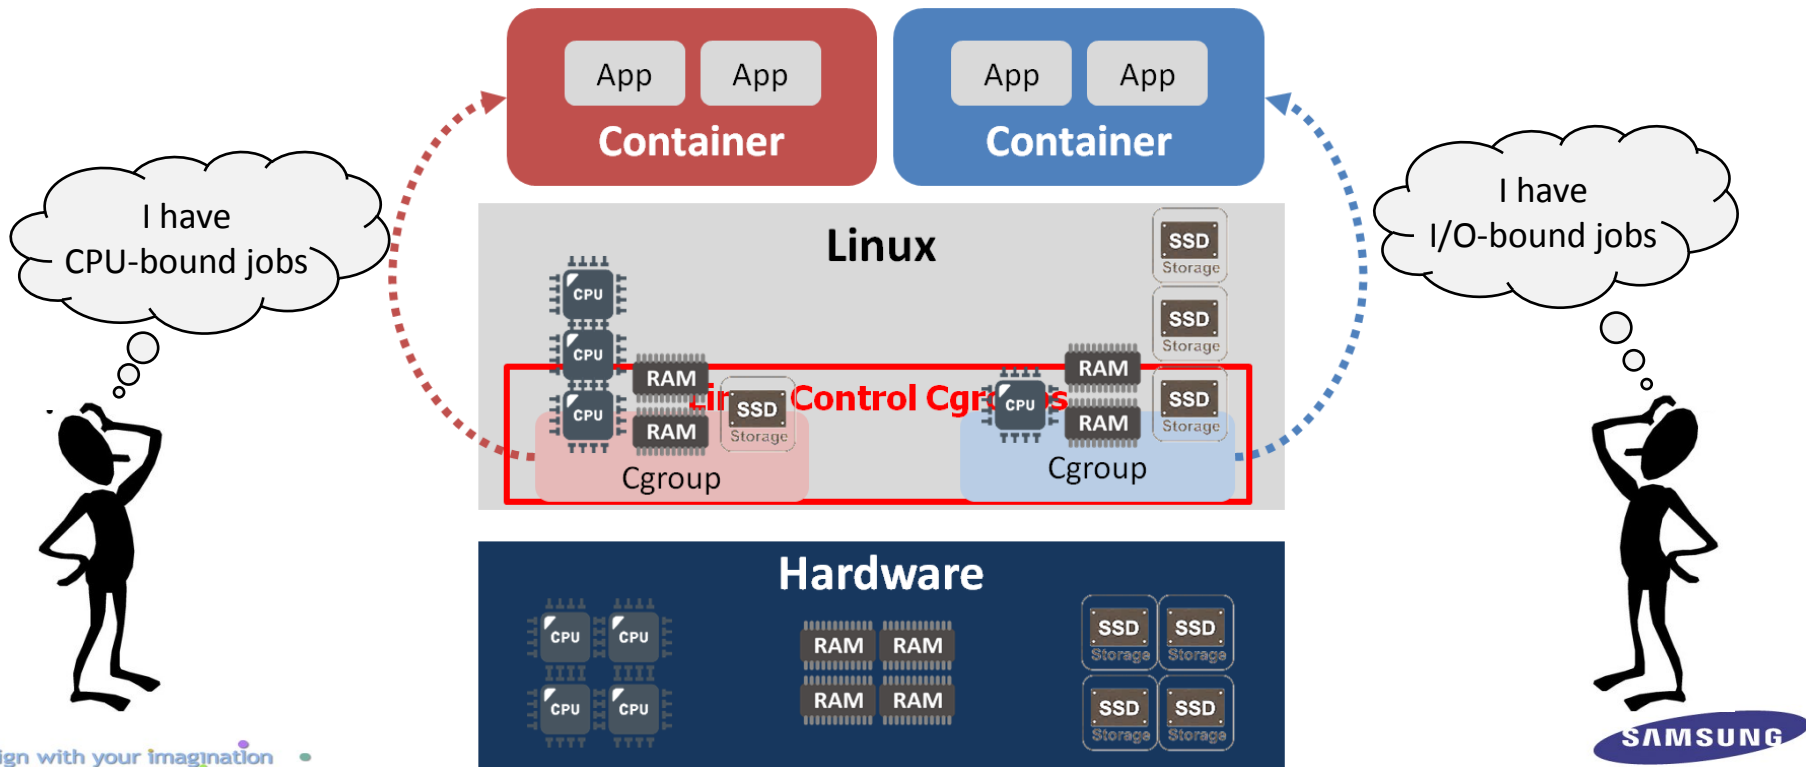 App
App
Container
App
App
Container
I have
CPU-bound jobs
I have
I/O-bound jobs
Linux
SSD
Storage
SSD
Storage
SSD
Storage
CPU
CPU
CPU
RAM
RAM
SSD
Storage
Control
CPU
RAM
RAM
Cgroup
Cgroup
Hardware
CPU
CPU
CPU
CPU
RAM
RAM
RAM
RAM
SSD
Storage
SSD
Storage
SSD
Storage
SSD
Storage
ign with your imagination
SAMSUNG